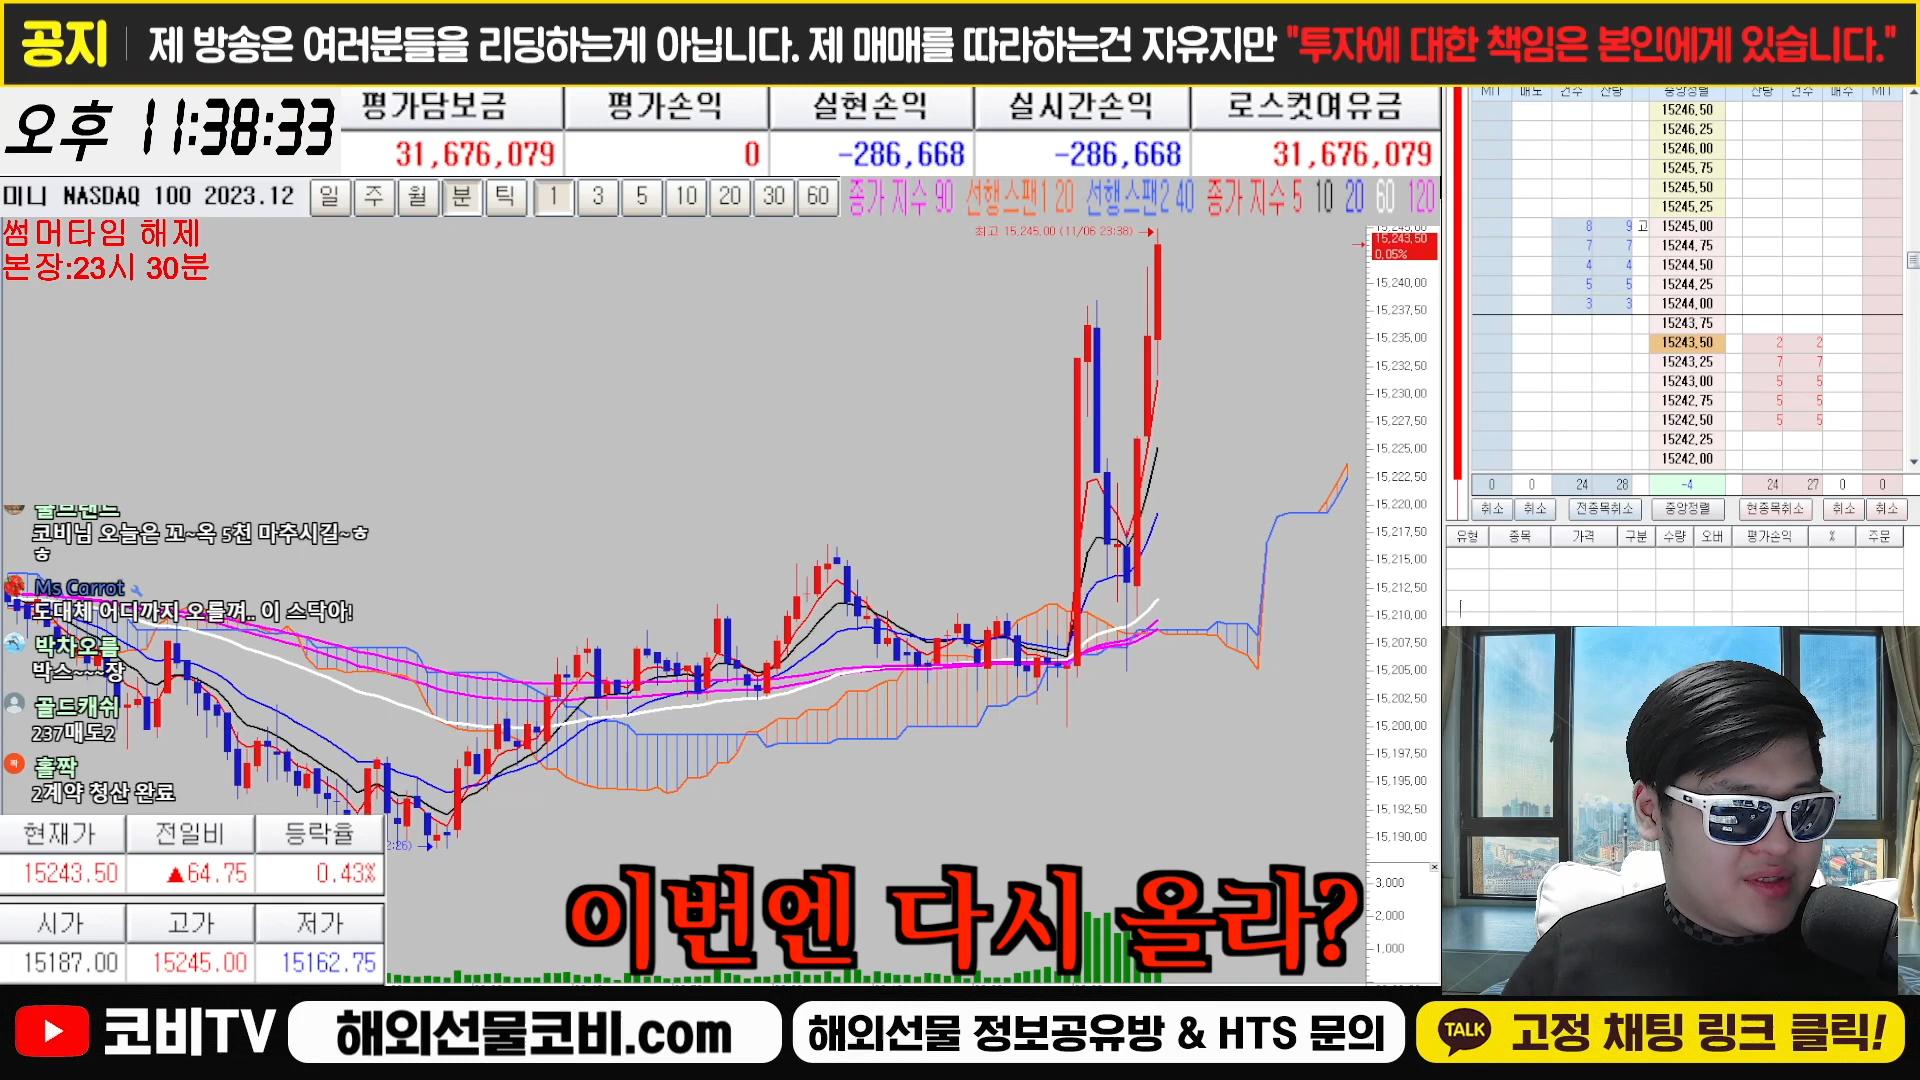 공지 제 방송은 여러분들을 리딩하는게 아닙니다. 제 매매를 따라하는건 자유지만 "투자에 대한 책임은 본인에게 있습니다."
오후 11:38:33
평가담보금 평가손익 실현손익 실시간손익 로스컷여유금
31,676,079 0 -286,668 -286,668 31,676,079
미니 NASDAQ 100 2023.12 일 주 월 분 틱 1 3 5 10 20 30 60 종가 지수 90 선행스팬1 20 선행스팬2 40 종가 지수 5 10 20 60 120
썸머타임 해제
본장:23시 30분
최고 15,245.00 (11/06 23:38)
15,243.50
0.05%
15,240.00
15,237.50
15,235.00
15,232.50
15,230.00
15,227.50
15,225.00
15,222.50
15,220.00
15,217.50
15,215.00
15,212.50
15,210.00
15,207.50
15,205.00
15,202.50
15,200.00
15,197.50
15,195.00
15,192.50
15,190.00
3,000
2,000
1,000
코비님 오늘은 꼬~옥 5천 마추시길~ㅎ
ㅎ
Ms Carrot
도대체 어디까지 오를껴.. 이 스닥아!
박차오름
박스~~~장
골드캐쉬
237매도2
홀짝
2계약 청산 완료
현재가 전일비 등락율
15243.50 ▲64.75 0.43%
시가 고가 저가
15187.00 15245.00 15162.75
이번엔 다시 올라?
MIT 매도 건수 잔량 중앙정렬 잔량 건수 매수 MIT
15246.50
15246.25
15246.00
15245.75
15245.50
15245.25
8 9 고 15245.00
7 7 15244.75
4 4 15244.50
5 5 15244.25
3 3 15244.00
15243.75
15243.50 2 2
15243.25 7 7
15243.00 5 5
15242.75 5 5
15242.50 5 5
15242.25
15242.00
0 0 24 28 -4 24 27 0 0
취소 취소 전종목취소 중앙정렬 현종목취소 취소 취소
유형 종목 가격 구분 수량 오버 평가손익 % 주문
코비TV 해외선물코비.com 해외선물 정보공유방 & HTS 문의 TALK 고정 채팅 링크 클릭!